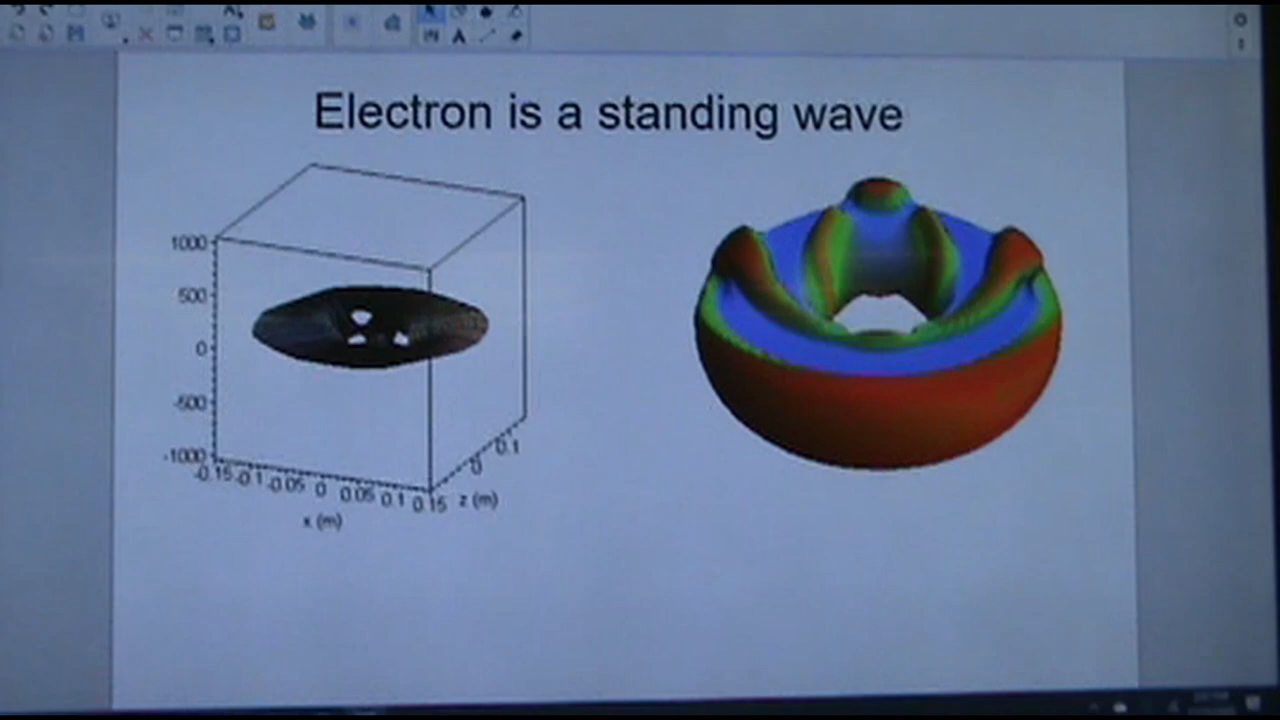 Electron is a standing wave
1000
500
0
-500
-1000
-0.15 -0.1 -0.05 0 0.05 0.1 0.15
0 0.1
x (m)
z (m)